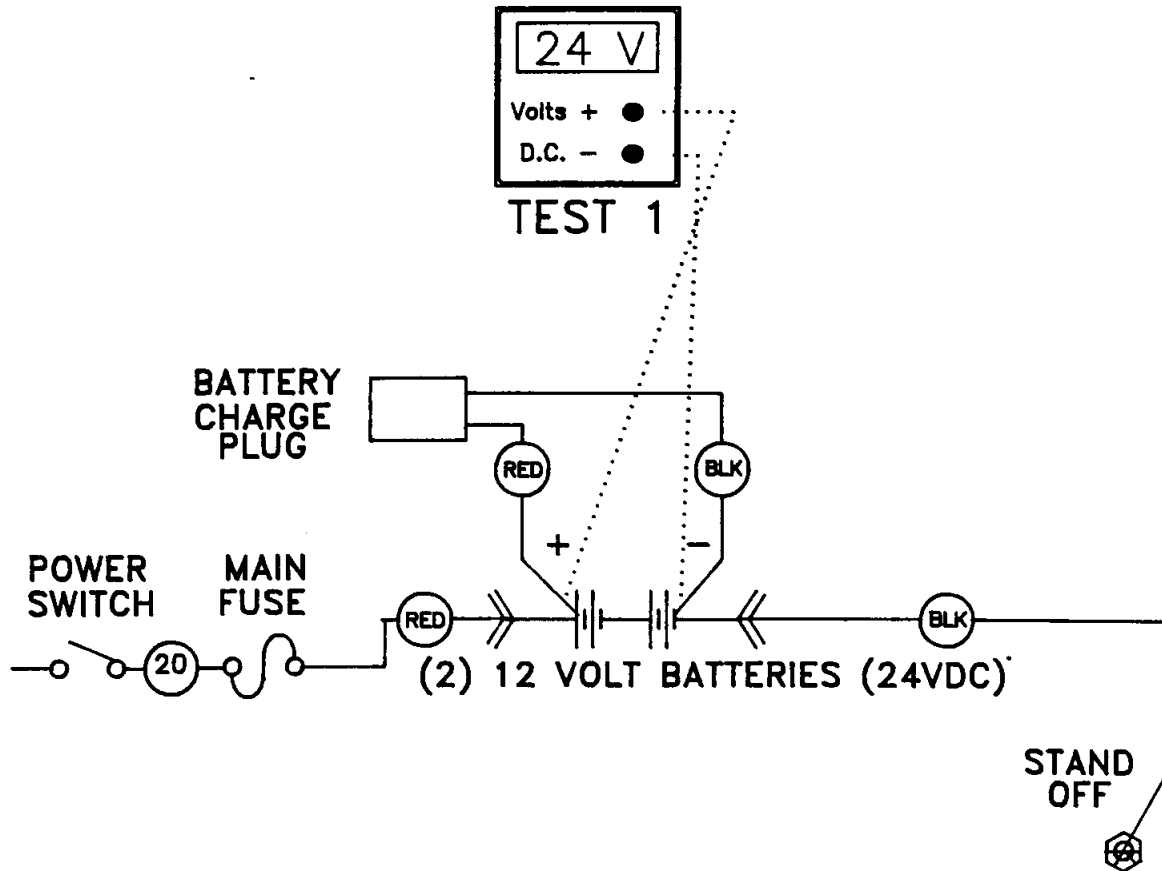 24 V
Volts +
D.C. -
TEST 1
BATTERY
CHARGE
PLUG
RED
BLK
+
-
POWER
SWITCH
MAIN
FUSE
20
RED
BLK
(2) 12 VOLT BATTERIES (24VDC)
STAND
OFF